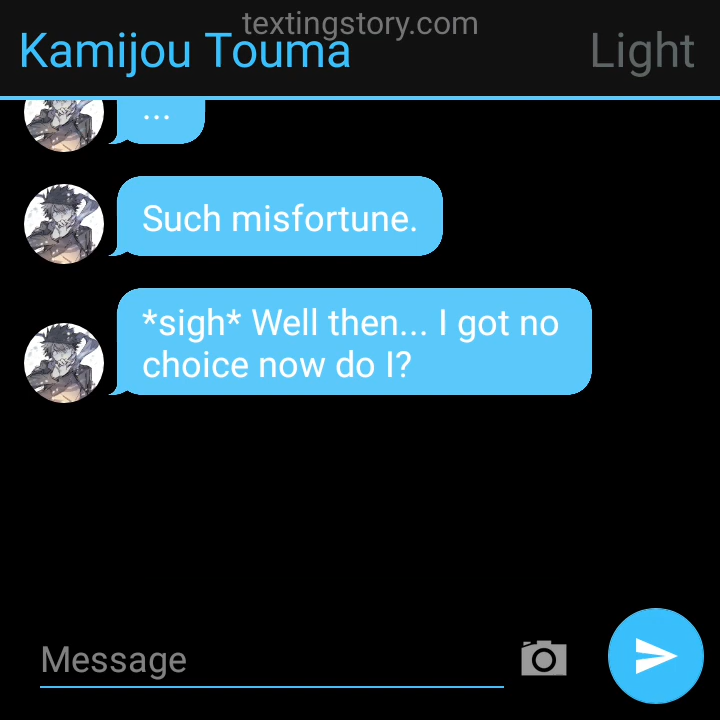 textingstory.com
Kamijou Touma
Light
...
Such misfortune.
*sigh* Well then... I got no
choice now do I?
Message